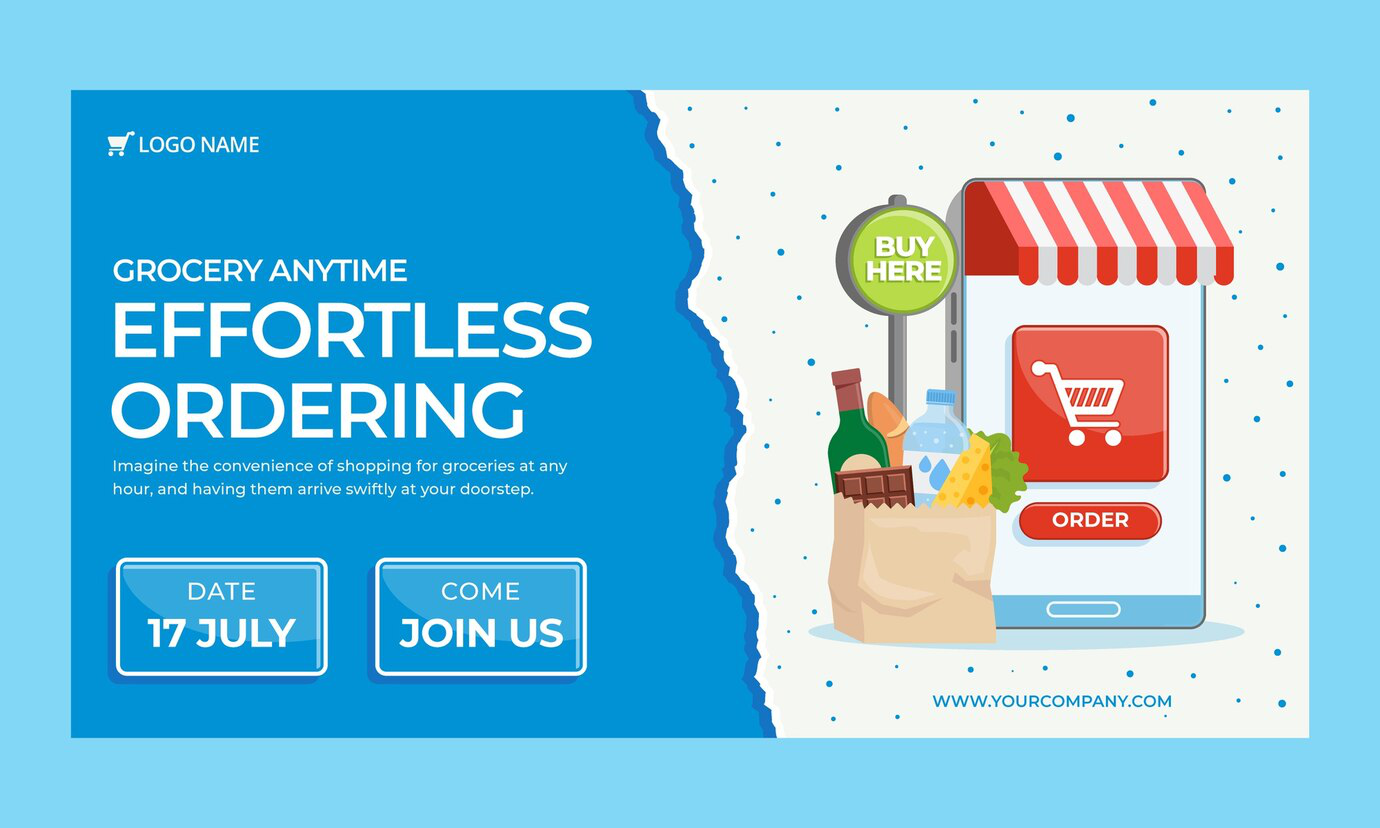 LOGO NAME
GROCERY ANYTIME
EFFORTLESS
ORDERING
Imagine the convenience of shopping for groceries at any
hour, and having them arrive swiftly at your doorstep.
DATE
17 JULY
COME
JOIN US
BUY
HERE
ORDER
WWW.YOURCOMPANY.COM